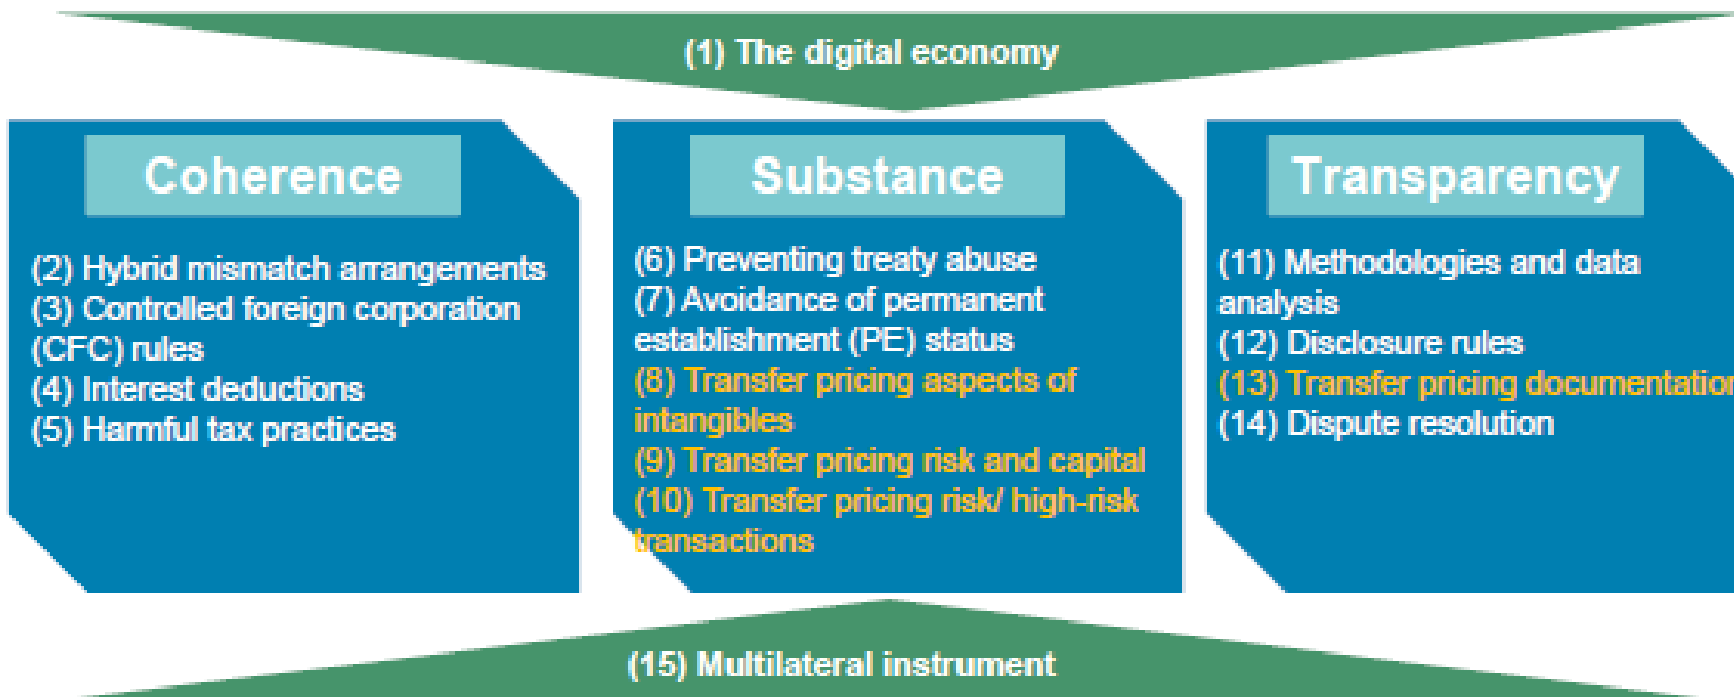 (1) The digital economy
Coherence
(2) Hybrid mismatch arrangements
(3) Controlled foreign corporation
(CFC) rules
(4) Interest deductions
(5) Harmful tax practices
Substance
(6) Preventing treaty abuse
(7) Avoidance of permanent
establishment (PE) status
(8) Transfer pricing aspects of
intangibles
(9) Transfer pricing risk and capital
(10) Transfer pricing risk/ high-risk
transactions
Transparency
(11) Methodologies and data
analysis
(12) Disclosure rules
(13) Transfer pricing documentation
(14) Dispute resolution
(15) Multilateral instrument